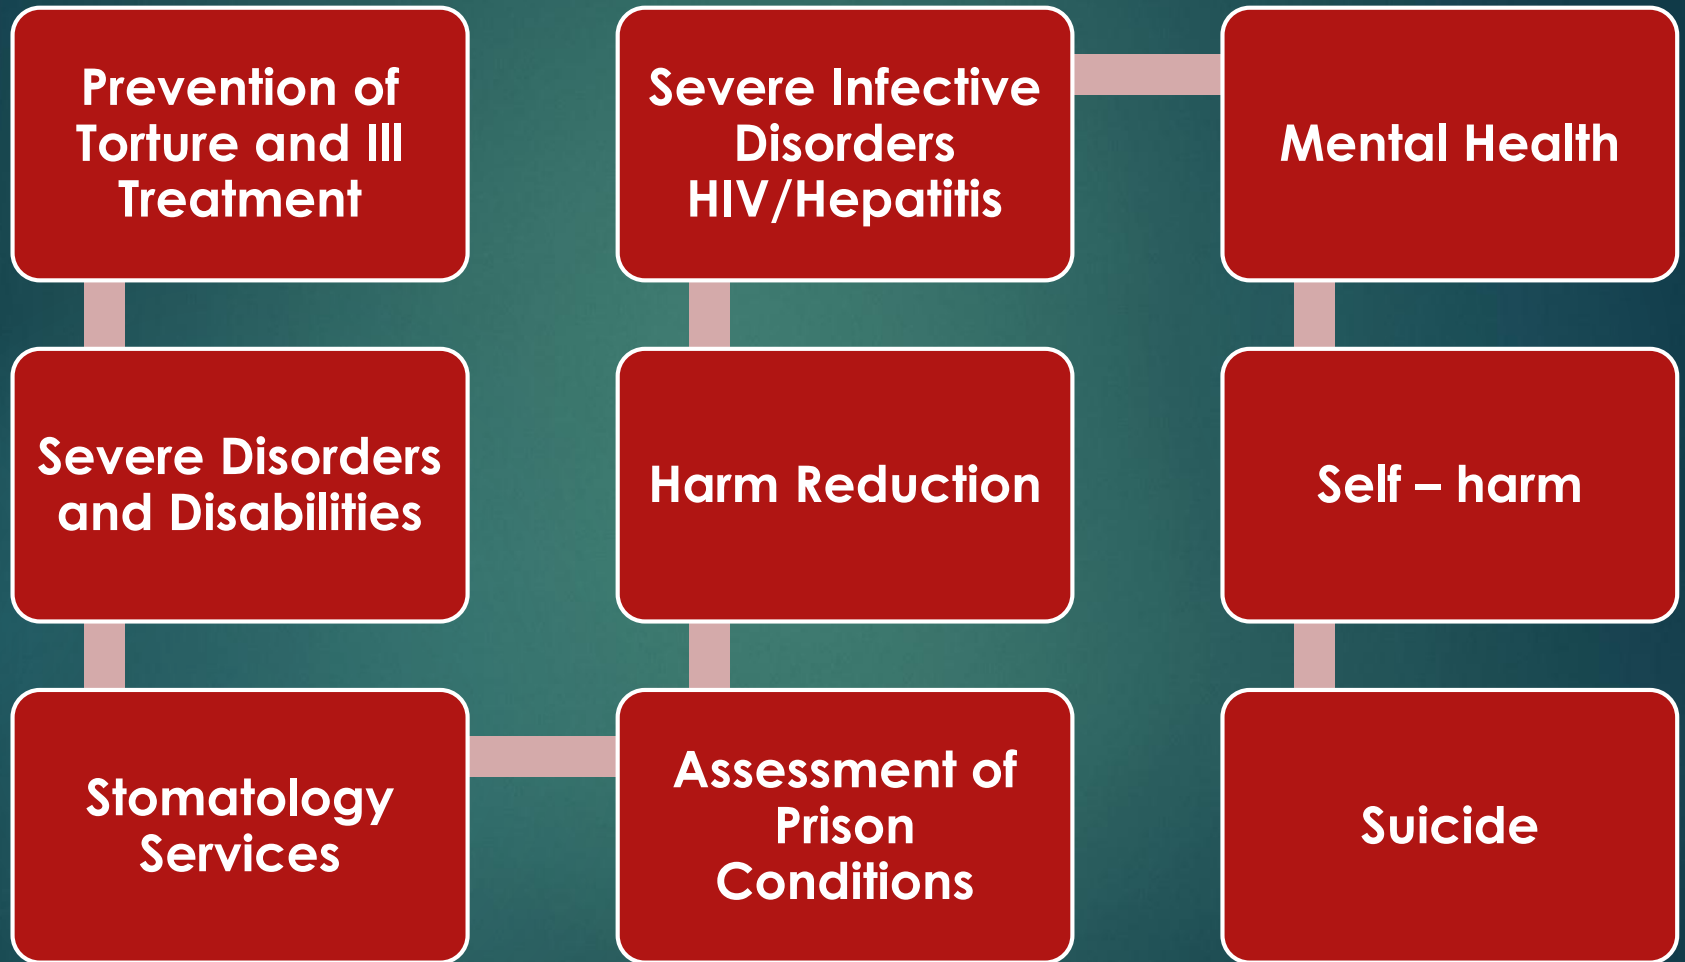 Prevention of
Torture and Ill
Treatment
Severe Disorders
and Disabilities
Stomatology
Services
Assessment of
Prison
Conditions
Harm Reduction
Severe Infective
Disorders
HIV/Hepatitis
Mental Health
Self – harm
Suicide